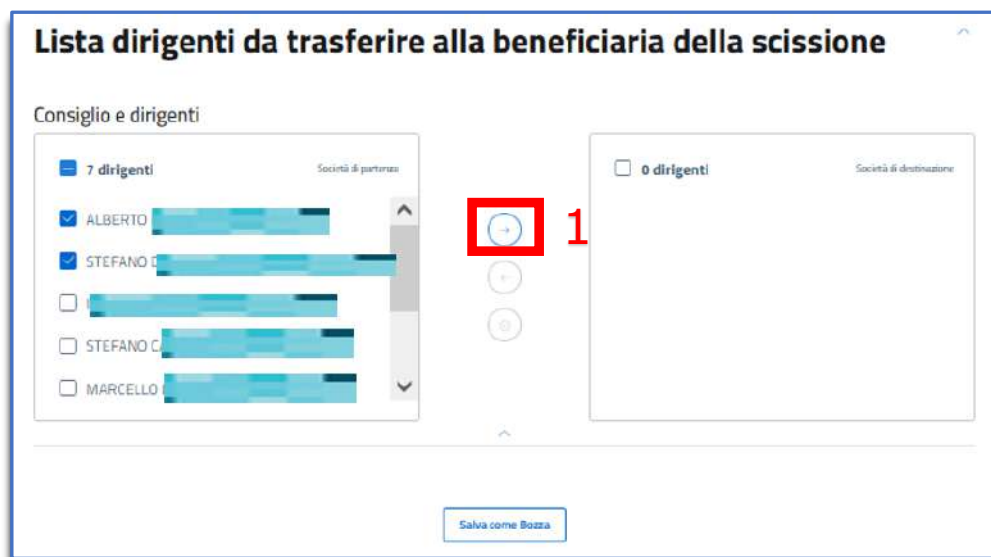 Lista dirigenti da trasferire alla beneficiaria della scissione
Consiglio e dirigenti
7 dirigenti
Società di partenza
ALBERTO
STEFANO D
STEFANO CA
MARCELLO
1
0 dirigenti
Società di destinazione
Salva come Bozza